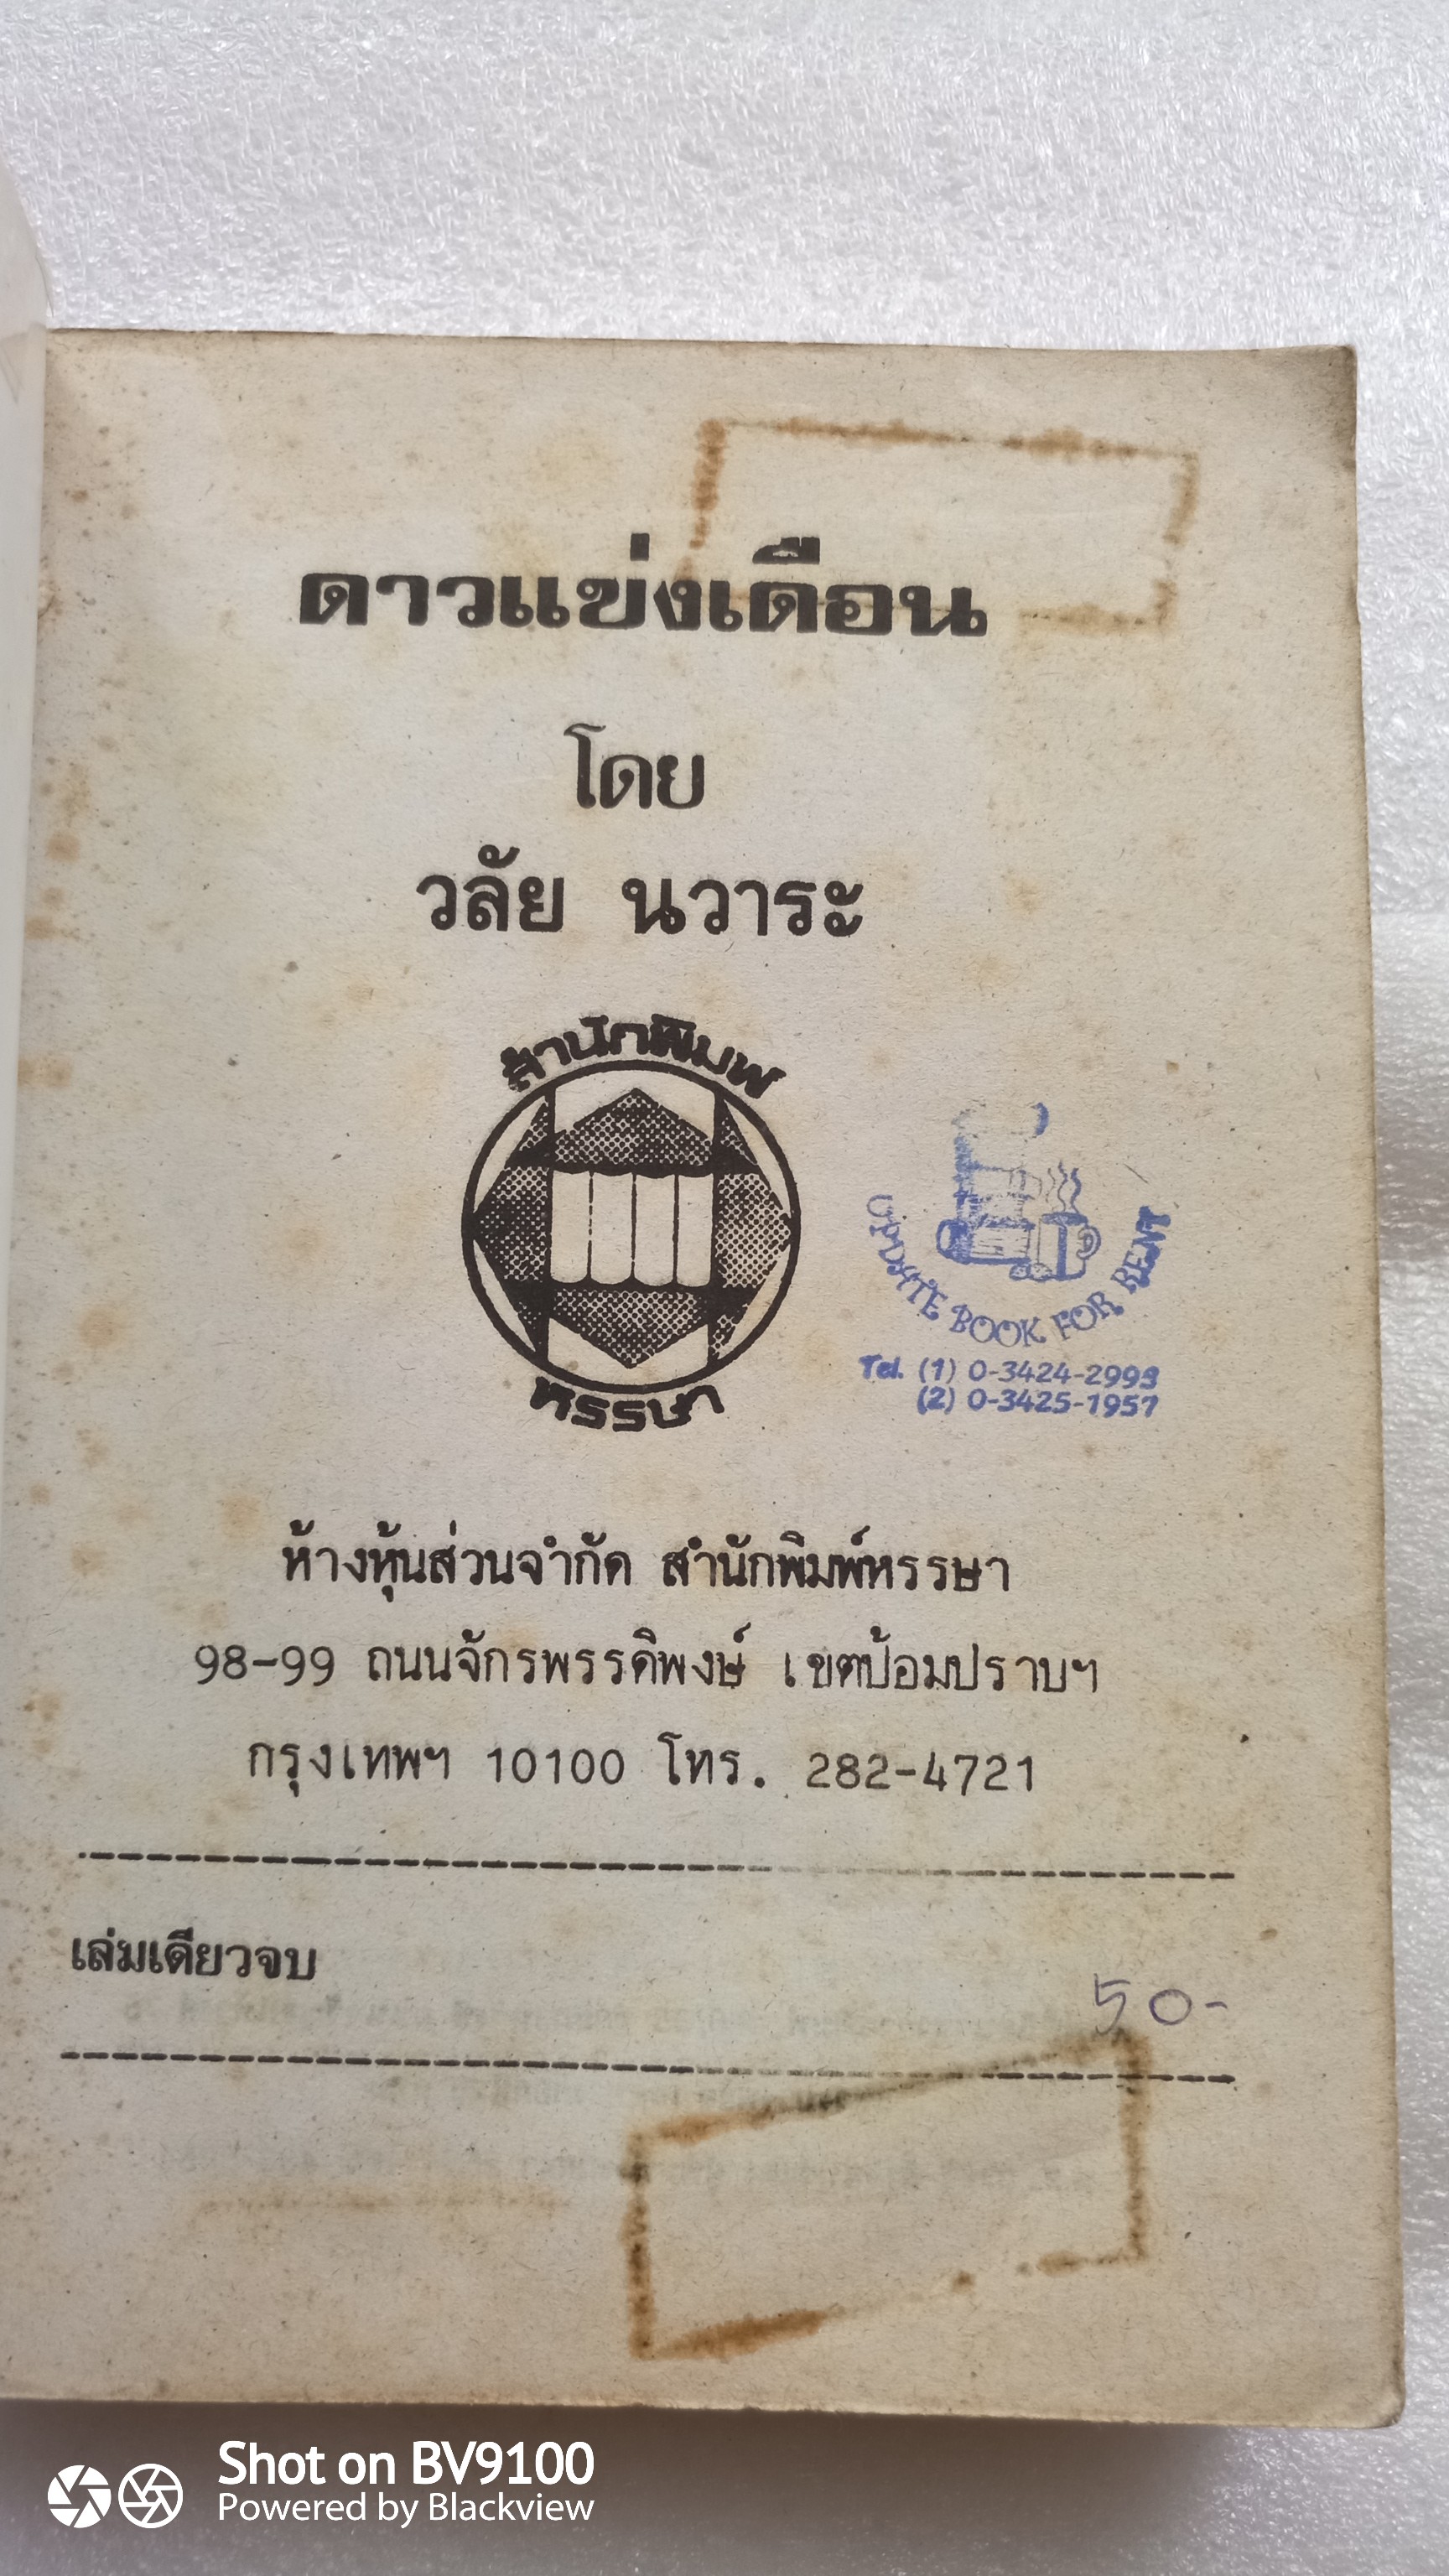 ดาวแข่งเดือน
โดย
วลัย นวาระ
สำนักพิมพ์
หรรษา
UPDATE BOOK FOR RENT
Tel. (1) 0-3424-2993
(2) 0-3425-1957
ห้างหุ้นส่วนจำกัด สำนักพิมพ์หรรษา
98-99 ถนนจักรพรรดิพงษ์ เขตป้อมปราบฯ
กรุงเทพฯ 10100 โทร. 282-4721
เล่มเดียวจบ
50-
Shot on BV9100
Powered by Blackview